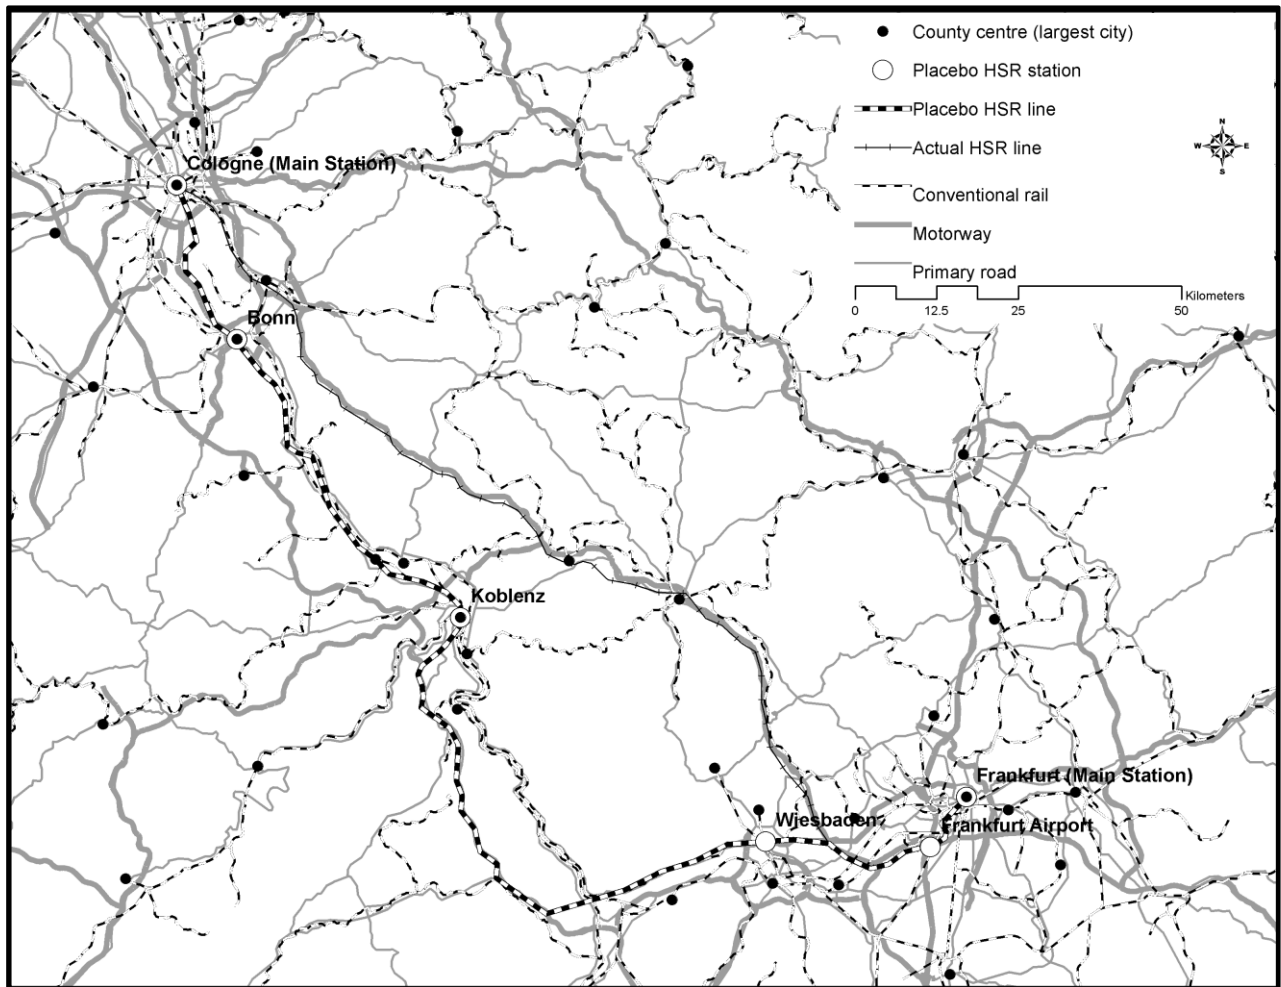 County centre (largest city)
Placebo HSR station
Placebo HSR line
Actual HSR line
Conventional rail
Motorway
Primary road
Kilometers
0 12.5 25 50
N
W E
S
Cologne (Main Station)
Bonn
Koblenz
Wiesbaden
Frankfurt (Main Station)
Frankfurt Airport